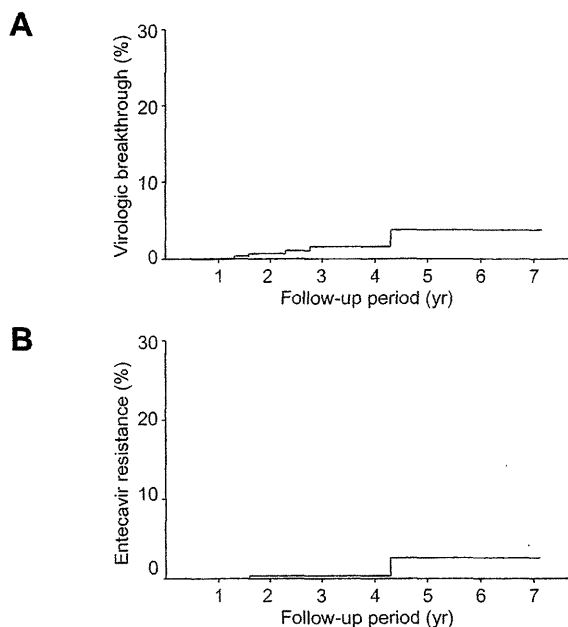 A
Virologic breakthrough (%)
30
20
10
0
1 2 3 4 5 6 7
Follow-up period (yr)
B
Entecavir resistance (%)
30
20
10
0
1 2 3 4 5 6 7
Follow-up period (yr)